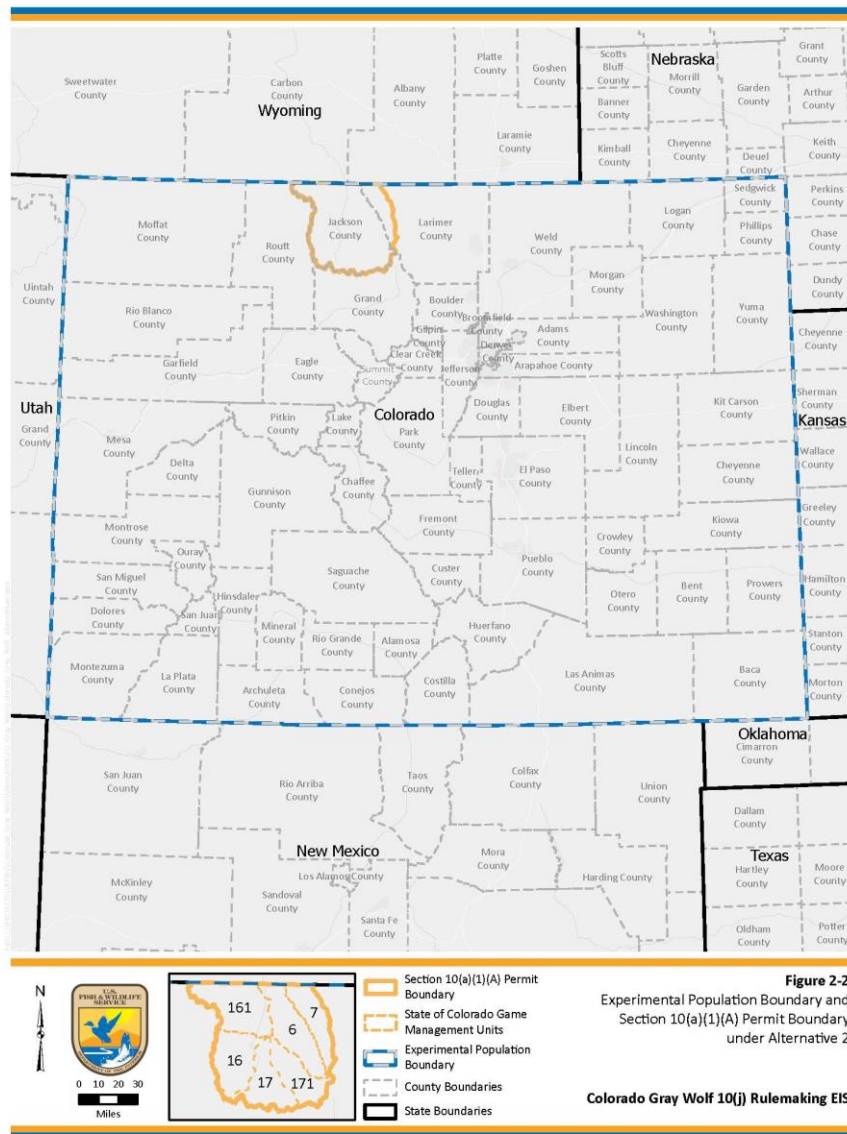 Sweetwater
County
Carbon
County
Albany
County
Platte
County
Goshen
County
Laramie
County
Wyoming
Scotts
Bluff
County
Banner
County
Kimball
County
Nebraska
Morrill
County
Cheyenne
County
Garden
County
Deuel
County
Grant
County
Arthur
County
Keith
County
Perkins
County
Chase
County
Dundy
County
Moffat
County
Routt
County
Jackson
County
Larimer
County
Weld
County
Logan
County
Sedgwick
County
Phillips
County
Morgan
County
Washington
County
Yuma
County
Uintah
County
Rio Blanco
County
Grand
County
Boulder
County
Broomfield
County
Gilpin
County
Adams
County
Denver
County
Clear Creek
County
Jefferson
County
Arapahoe County
Garfield
County
Eagle
County
Summit
County
Cheyenne
County
Utah
Grand
County
Mesa
County
Pitkin
County
Lake
County
Colorado
Park
County
Douglas
County
Elbert
County
Kit Carson
County
Sherman
County
Kansas
Wallace
County
Delta
County
Gunnison
County
Chaffee
County
Teller
County
El Paso
County
Lincoln
County
Cheyenne
County
Greeley
County
Montrose
County
Ouray
County
Fremont
County
Crowley
County
Kiowa
County
San Miguel
County
Hinsdaler
County
Saguache
County
Custer
County
Pueblo
County
Otero
County
Bent
County
Prowers
County
Hamilton
County
Dolores
County
San Juan
County
Mineral
County
Rio Grande
County
Alamosa
County
Huerfano
County
Stanton
County
Montezuma
County
La Plata
County
Archuleta
County
Conejos
County
Costilla
County
Las Animas
County
Baca
County
Morton
County
Oklahoma
Cimarron
County
San Juan
County
Rio Arriba
County
Taos
County
Colfax
County
Union
County
Dallam
County
New Mexico
Los Alamos County
Mora
County
Harding County
Texas
Hartley
County
Moore
County
McKinley
County
Sandoval
County
Santa Fe
County
Oldham
County
Potter
County
N
U.S.
FISH & WILDLIFE
SERVICE
DEPARTMENT OF THE INTERIOR
0 10 20 30
Miles
161
7
6
16
17
171
Section 10(a)(1)(A) Permit
Boundary
State of Colorado Game
Management Units
Experimental Population
Boundary
County Boundaries
State Boundaries
Figure 2-2
Experimental Population Boundary and
Section 10(a)(1)(A) Permit Boundary
under Alternative 2
Colorado Gray Wolf 10(j) Rulemaking EIS